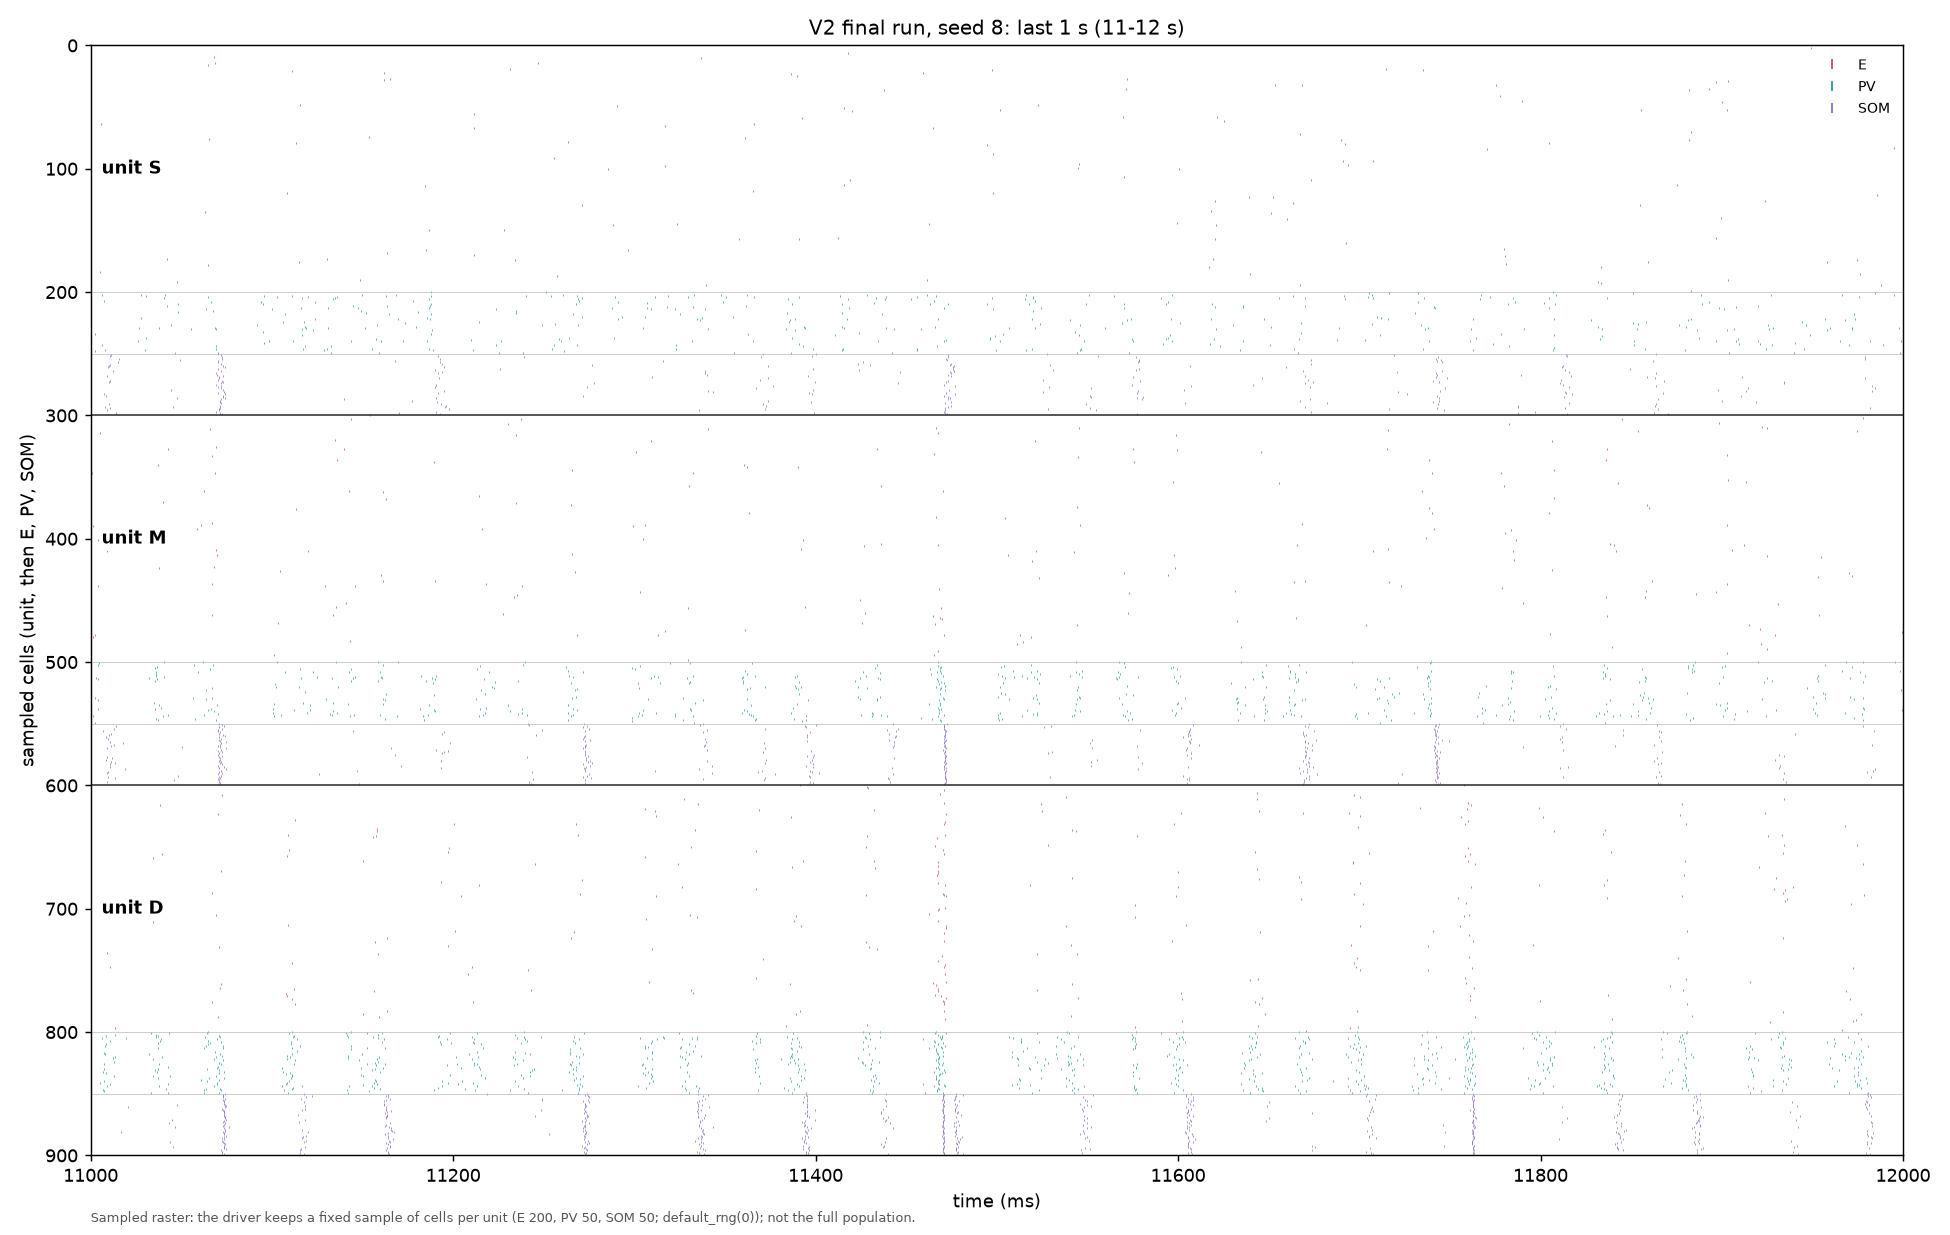 V2 final run, seed 8: last 1 s (11-12 s)
E
PV
SOM
unit S
unit M
unit D
0
100
200
300
400
500
600
700
800
900
sampled cells (unit, then E, PV, SOM)
11000
11200
11400
11600
11800
12000
time (ms)
Sampled raster: the driver keeps a fixed sample of cells per unit (E 200, PV 50, SOM 50; default_rng(0)); not the full population.